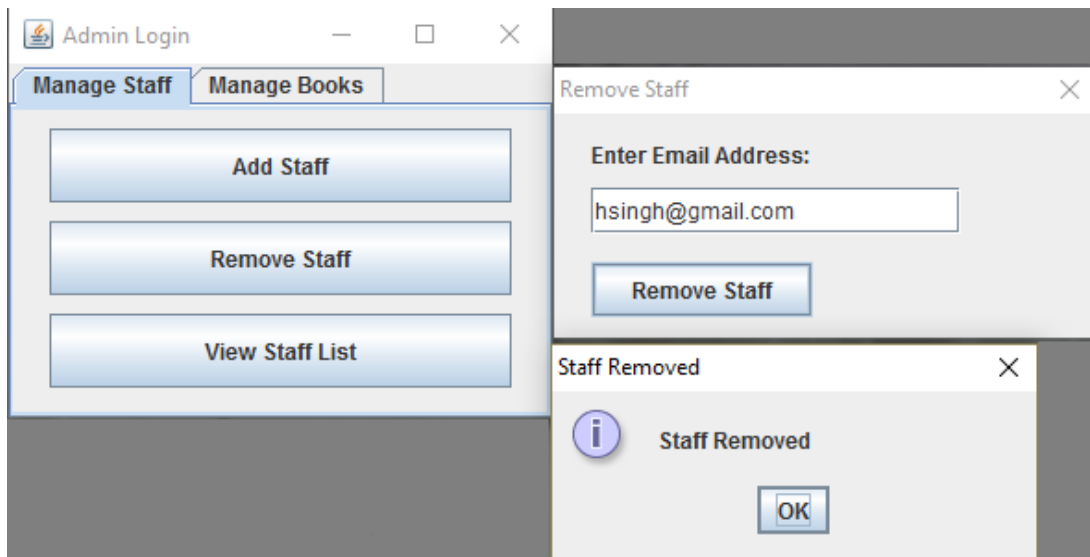 Admin Login
Manage Staff
Manage Books
Add Staff
Remove Staff
View Staff List
Remove Staff
Enter Email Address:
hsingh@gmail.com
Remove Staff
Staff Removed
i
Staff Removed
OK